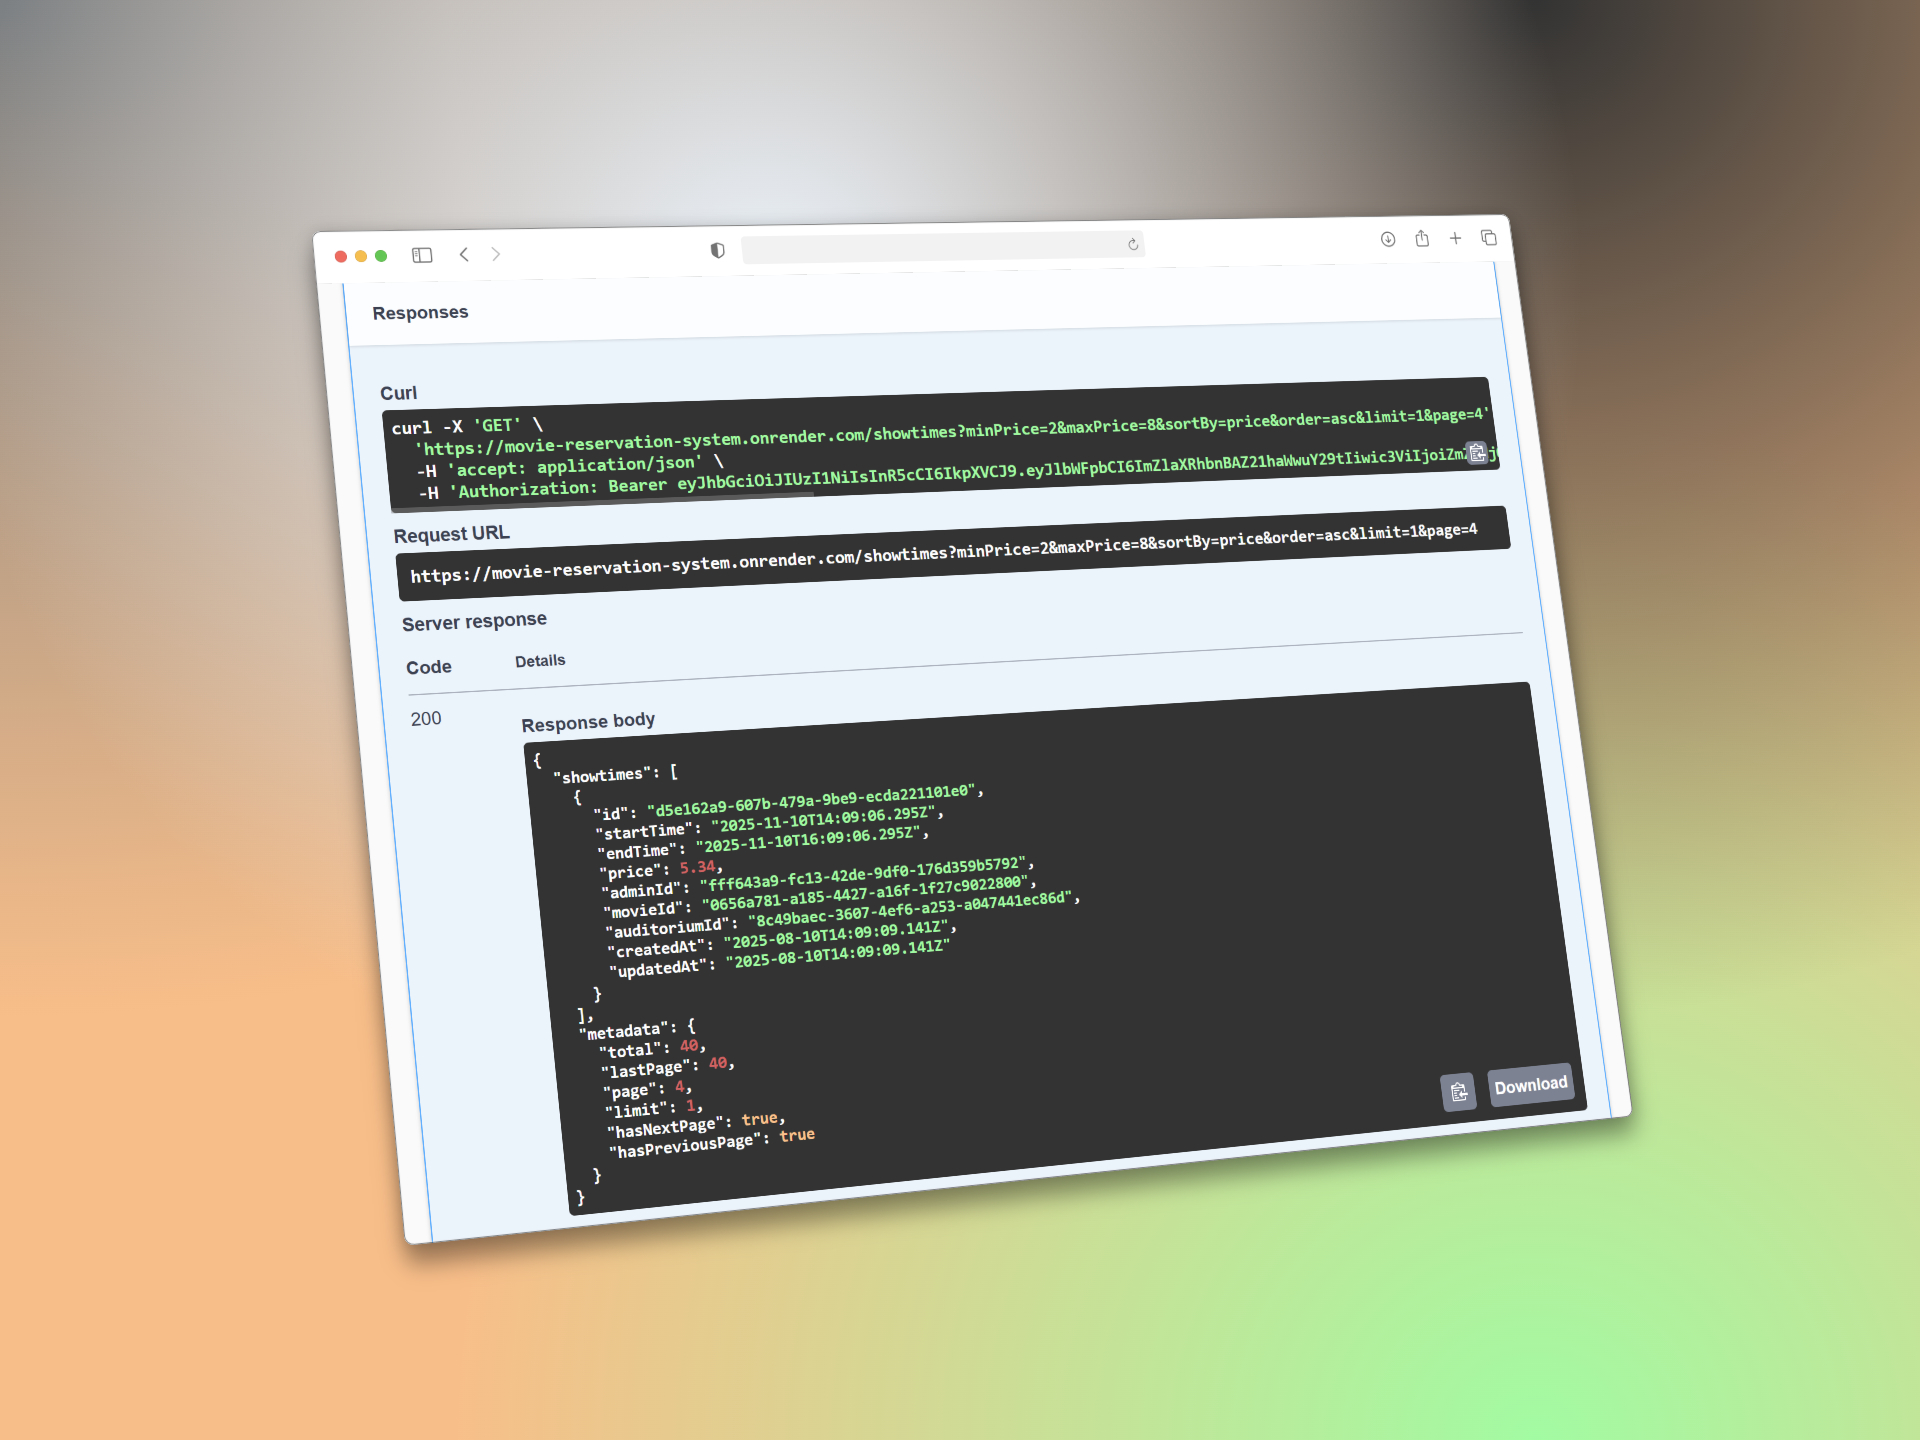 Responses
Curl
curl -X 'GET' \
'https://movie-reservation-system.onrender.com/showtimes?minPrice=2&maxPrice=8&sortBy=price&order=asc&limit=1&page=4'
-H 'accept: application/json' \
-H 'Authorization: Bearer
Request URL
https://movie-reservation-system.onrender.com/showtimes?minPrice=2&maxPrice=8&sortBy=price&order=asc&limit=1&page=4
Server response
Code Details
200
Response body
{
"showtimes": [
{
"id": "d5e162a9-607b-479a-9be9-ecda221101e0",
"startTime": "2025-11-10T14:09:06.295Z",
"endTime": "2025-11-10T16:09:06.295Z",
"price": 5.34,
"adminId": "fff643a9-fc13-42de-9df0-176d359b5792",
"movieId": "0656a781-a185-4427-a16f-1f27c9022800",
"auditoriumId": "8c49baec-3607-4ef6-a253-a047441ec86d",
"createdAt": "2025-08-10T14:09:09.141Z",
"updatedAt": "2025-08-10T14:09:09.141Z"
}
],
"metadata": {
"total": 40,
"lastPage": 40,
"page": 4,
"limit": 1,
"hasNextPage": true,
"hasPreviousPage": true
}
}
Download